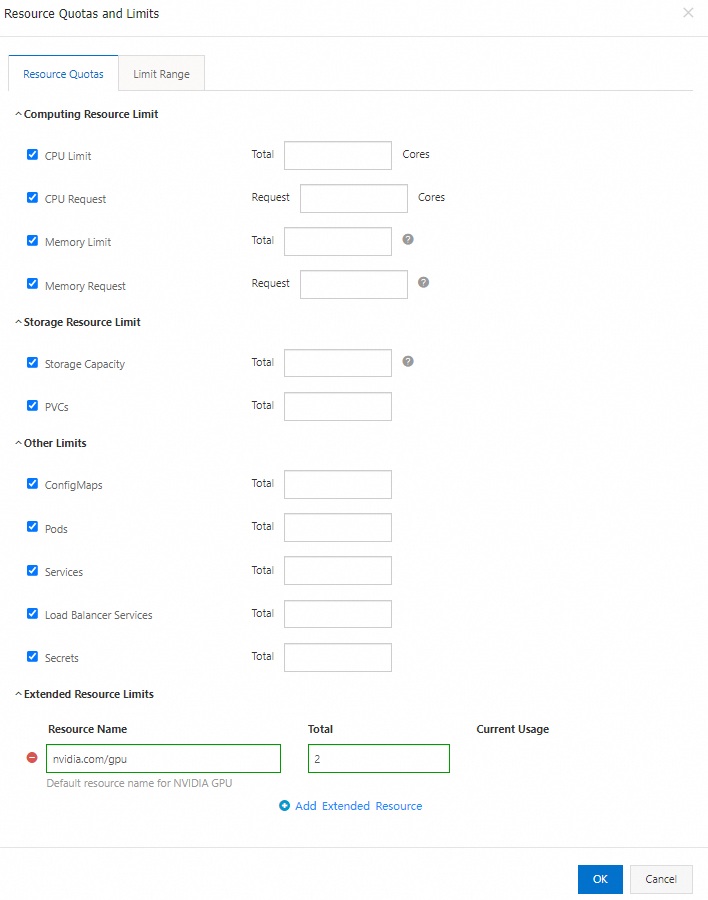 Resource Quotas and Limits
Resource Quotas Limit Range
Computing Resource Limit
CPU Limit Total Cores
CPU Request Request Cores
Memory Limit Total ?
Memory Request Request ?
Storage Resource Limit
Storage Capacity Total ?
PVCs Total
Other Limits
ConfigMaps Total
Pods Total
Services Total
Load Balancer Services Total
Secrets Total
Extended Resource Limits
Resource Name Total Current Usage
nvidia.com/gpu 2
Default resource name for NVIDIA GPU
Add Extended Resource
OK Cancel